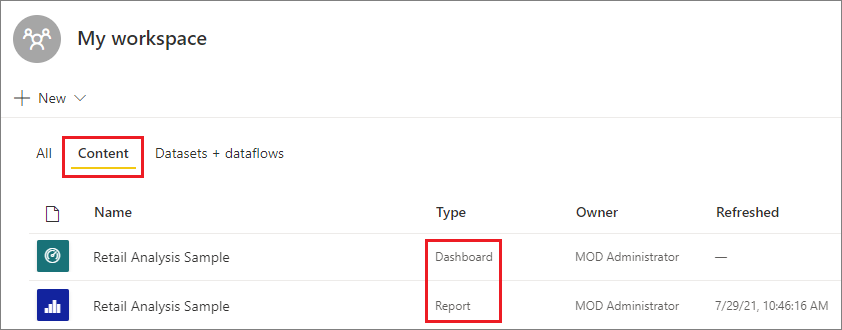 My workspace
New
All Content Datasets + dataflows
Name Type Owner Refreshed
Retail Analysis Sample Dashboard MOD Administrator —
Retail Analysis Sample Report MOD Administrator 7/29/21, 10:46:16 AM